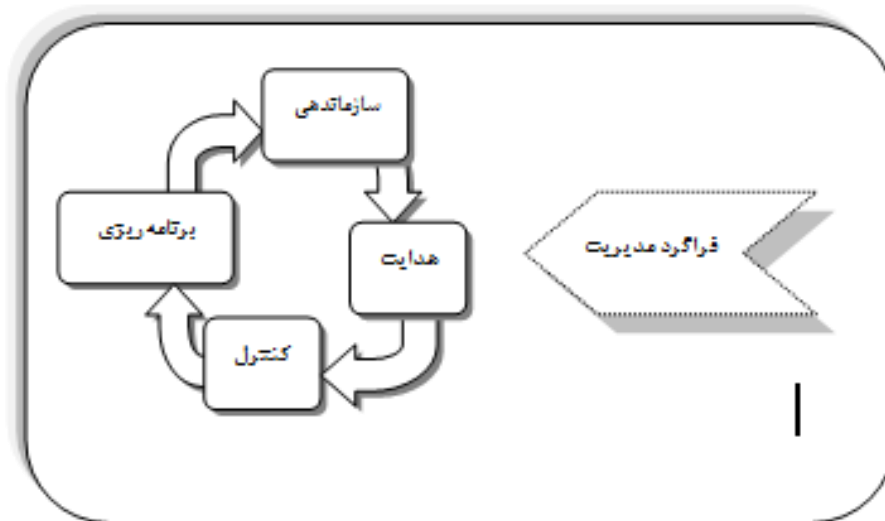 سازماندهی
برنامه ریزی
هدایت
فراگرد مدیریت
کنترل